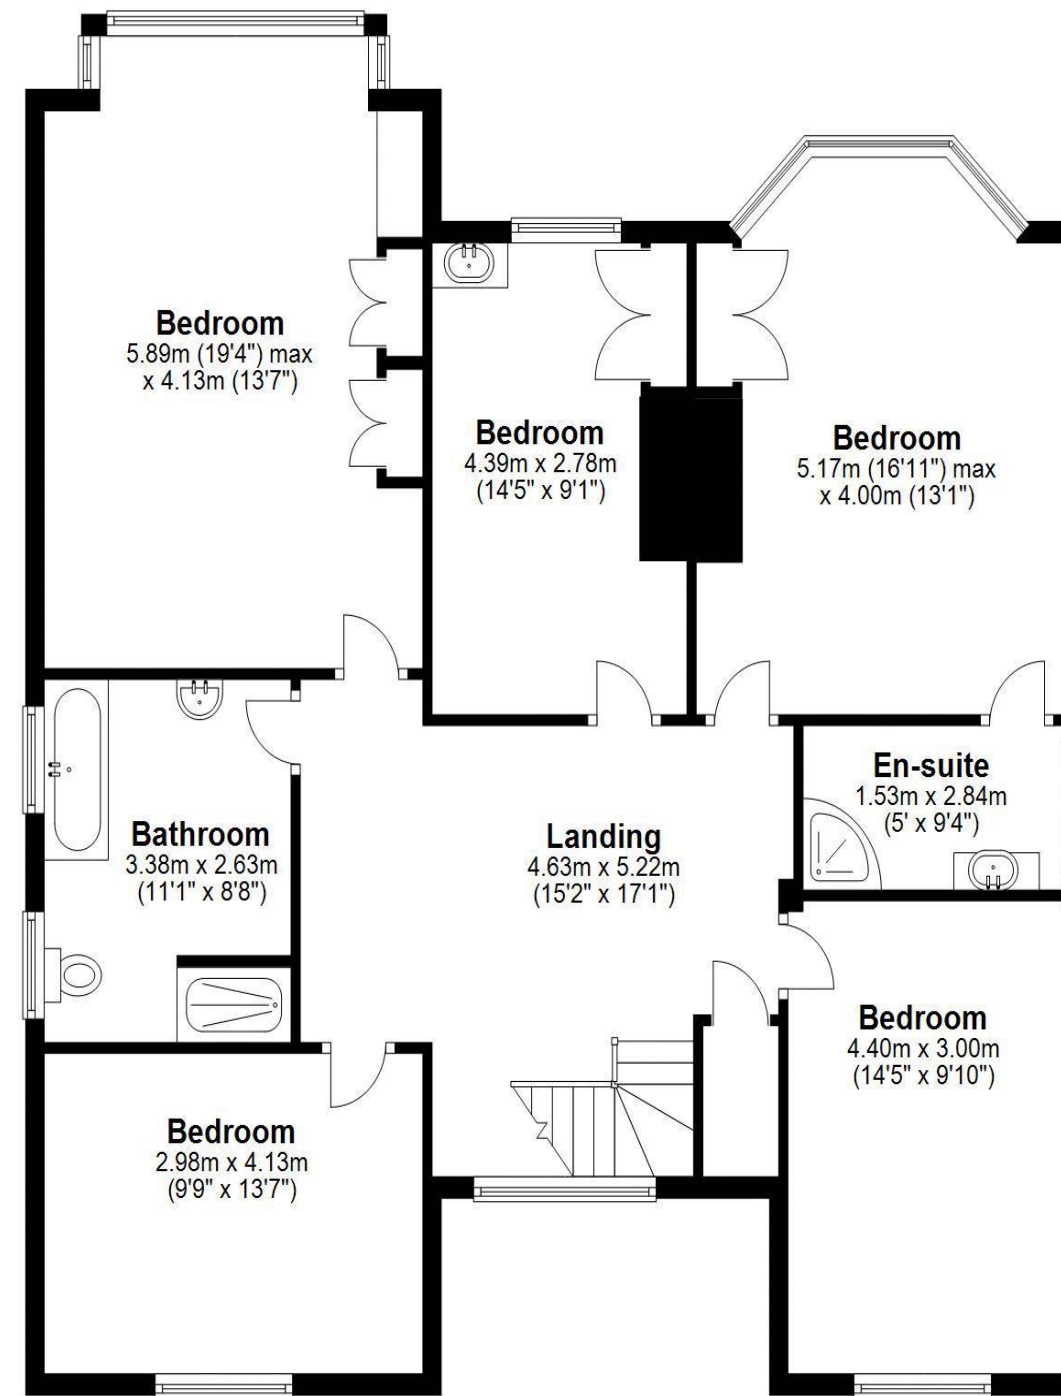 Bedroom
5.89m (19'4") max
x 4.13m (13'7")
Bedroom
4.39m x 2.78m
(14'5" x 9'1")
Bedroom
5.17m (16'11") max
x 4.00m (13'1")
En-suite
1.53m x 2.84m
(5' x 9'4")
Bathroom
3.38m x 2.63m
(11'1" x 8'8")
Landing
4.63m x 5.22m
(15'2" x 17'1")
Bedroom
4.40m x 3.00m
(14'5" x 9'10")
Bedroom
2.98m x 4.13m
(9'9" x 13'7")